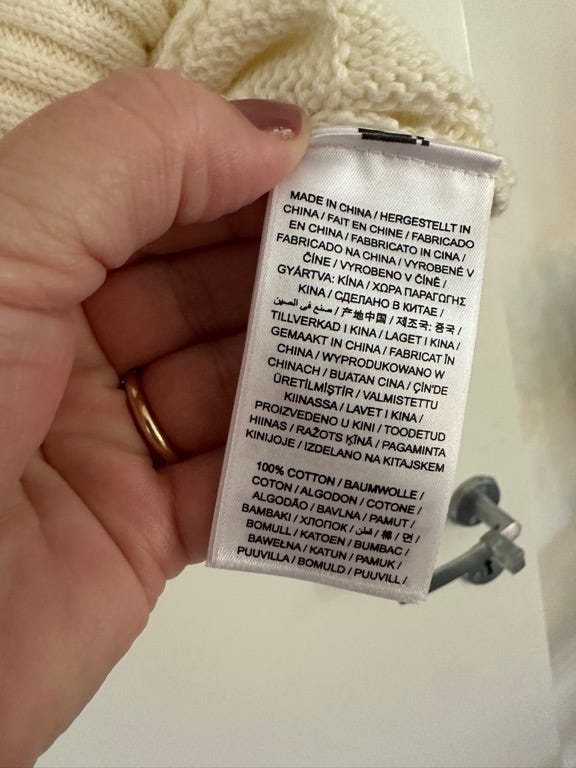 MADE IN CHINA / HERGESTELLT IN
CHINA / FAIT EN CHINE / FABRICADO
EN CHINA / FABBRICATO IN CINA /
FABRICADO NA CHINA / VYROBENÉ V
ČÍNE / VYROBENO V ČÍNĚ /
GYÁRTVA: KÍNA / ΧΩΡΑ ΠΑΡΑΓΩΓΗΣ
ΚΙΝΑ / СДЕЛАНО В КИТАЕ /
صنع في الصين / 产地中国 / 제조국: 중국 /
TILLVERKAD I KINA / LAGET I KINA /
GEMAAKT IN CHINA / FABRICAT ÎN
CHINA / WYPRODUKOWANO W
CHINACH / BUATAN CINA / ÇİN'DE
ÜRETİLMİŞTİR / VALMISTETTU
KIINASSA / LAVET I KINA /
PROIZVEDENO U KINI / TOODETUD
HIINAS / RAŽOTS ĶĪNĀ / PAGAMINTA
KINIJOJE / IZDELANO NA KITAJSKEM
100% COTTON / BAUMWOLLE /
COTON / ALGODON / COTONE /
ALGODÃO / BAVLNA / PAMUT /
BAMBAKI / ХЛОПОК / قطن / 棉 / 면 /
BOMULL / KATOEN / BUMBAC /
BAWEŁNA / KATUN / PAMUK /
PUUVILLA / BOMULD / PUUVILL /